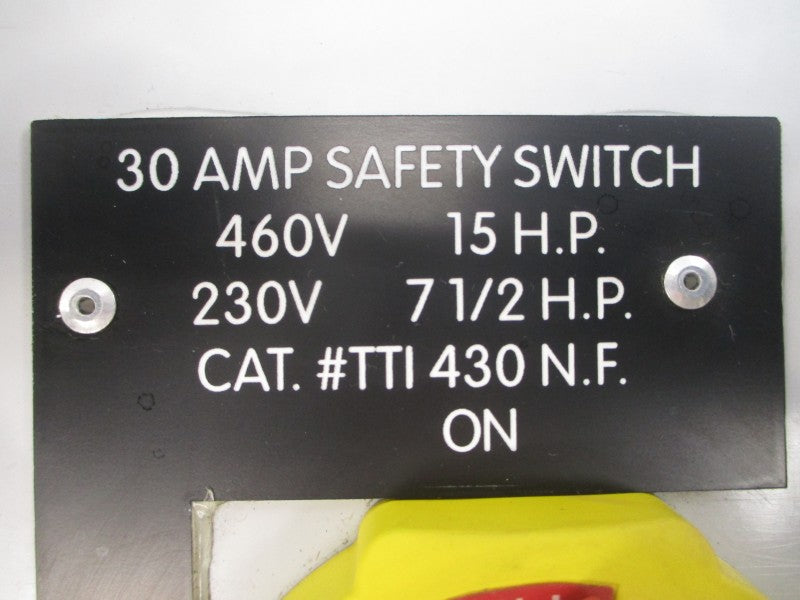 30 AMP SAFETY SWITCH
460V 15 H.P.
230V 7 1/2 H.P.
CAT. #TTI 430 N.F.
ON